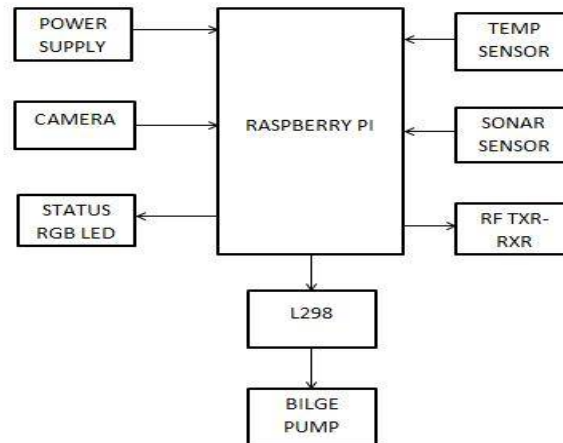 POWER
SUPPLY
TEMP
SENSOR
CAMERA
RASPBERRY PI
SONAR
SENSOR
STATUS
RGB LED
RF TXR-
RXR
L298
BILGE
PUMP